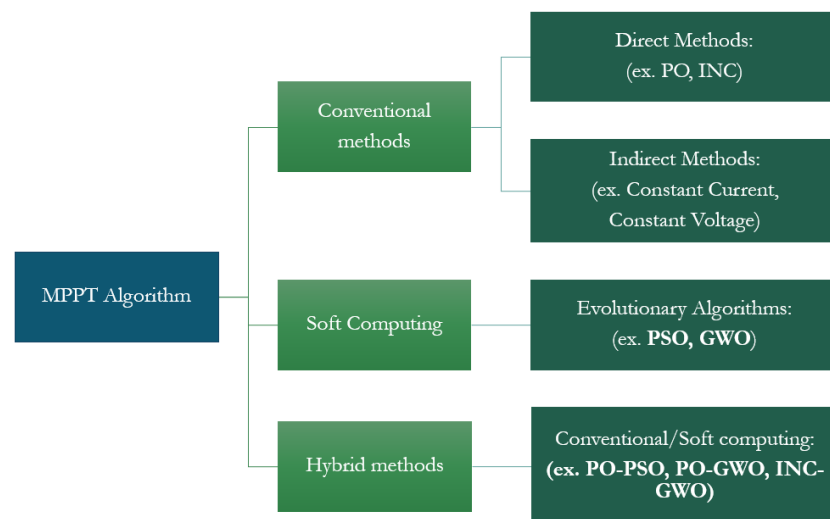 MPPT Algorithm
Conventional
methods
Direct Methods:
(ex. PO, INC)
Indirect Methods:
(ex. Constant Current,
Constant Voltage)
Soft Computing
Evolutionary Algorithms:
(ex. PSO, GWO)
Hybrid methods
Conventional/Soft computing:
(ex. PO-PSO, PO-GWO, INC-
GWO)